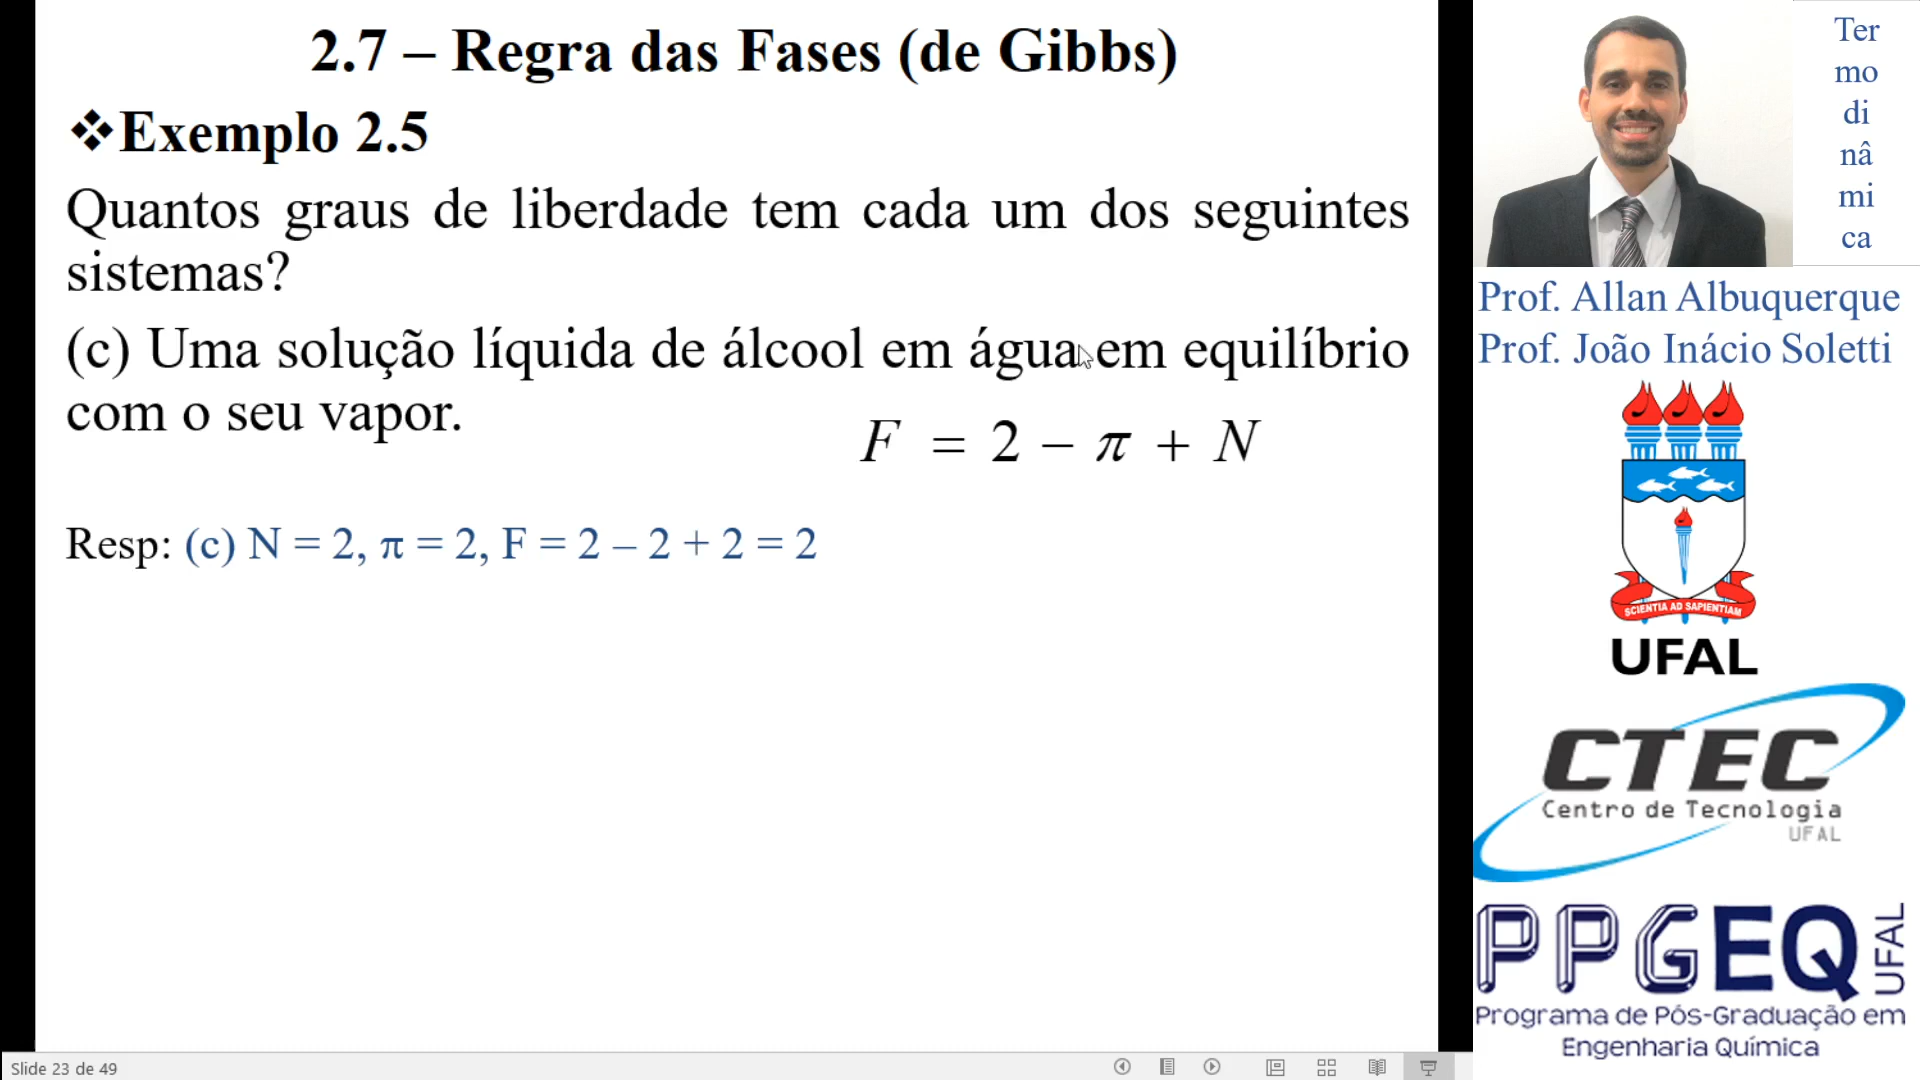 2.7 – Regra das Fases (de Gibbs)
❖Exemplo 2.5
Quantos graus de liberdade tem cada um dos seguintes
sistemas?
(c) Uma solução líquida de álcool em água em equilíbrio
com o seu vapor.
F = 2 − π + N
Resp: (c) N = 2, π = 2, F = 2 – 2 + 2 = 2
Slide 23 de 49
Ter
mo
di
nâ
mi
ca
Prof. Allan Albuquerque
Prof. João Inácio Soletti
SCIENTIA AD SAPIENTIAM
UFAL
CTEC
Centro de Tecnologia
UFAL
PPGEQ
UFAL
Programa de Pós-Graduação em
Engenharia Química